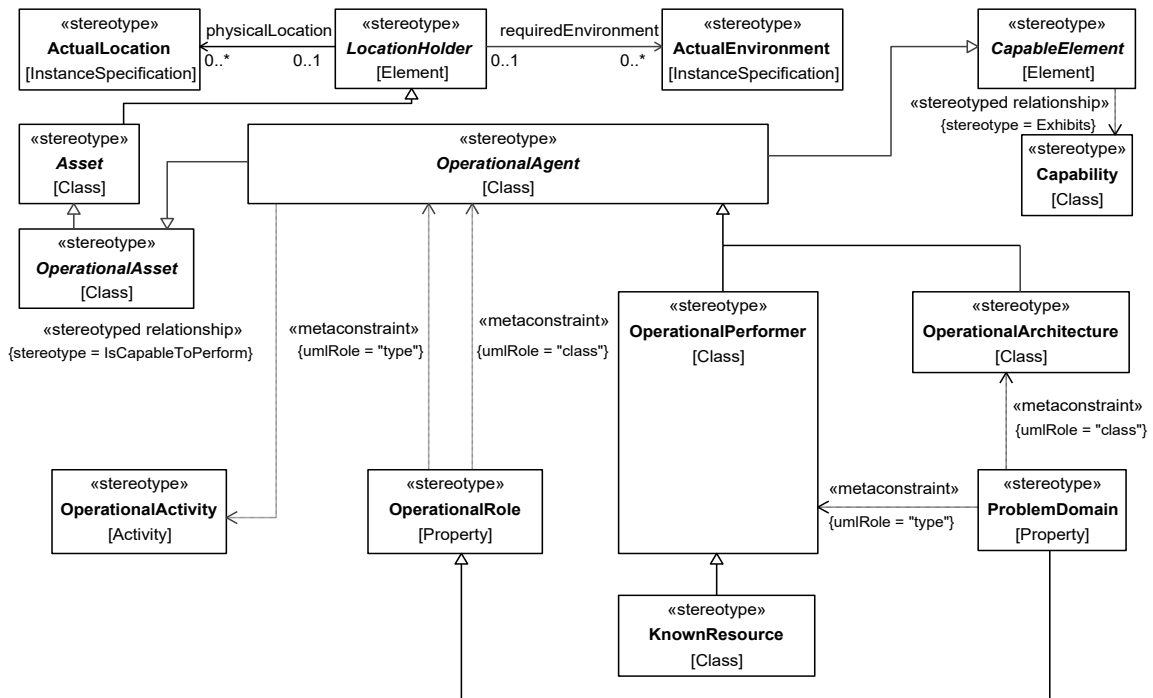 «stereotype»
ActualLocation
[InstanceSpecification]
physicalLocation
0..*
0..1
«stereotype»
LocationHolder
[Element]
requiredEnvironment
0..1
0..*
«stereotype»
ActualEnvironment
[InstanceSpecification]
«stereotype»
CapableElement
[Element]
«stereotyped relationship»
{stereotype = Exhibits}
«stereotype»
Asset
[Class]
«stereotype»
OperationalAgent
[Class]
«stereotype»
Capability
[Class]
«stereotype»
OperationalAsset
[Class]
«stereotyped relationship»
{stereotype = IsCapableToPerform}
«metaconstraint»
{umlRole = "type"}
«metaconstraint»
{umlRole = "class"}
«stereotype»
OperationalPerformer
[Class]
«stereotype»
OperationalArchitecture
[Class]
«metaconstraint»
{umlRole = "class"}
«stereotype»
OperationalActivity
[Activity]
«stereotype»
OperationalRole
[Property]
«metaconstraint»
{umlRole = "type"}
«stereotype»
ProblemDomain
[Property]
«stereotype»
KnownResource
[Class]